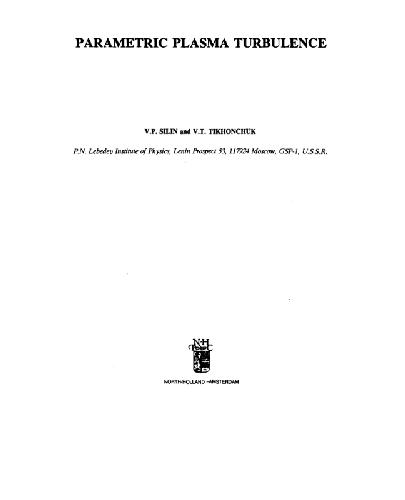 PARAMETRIC PLASMA TURBULENCE
V.P. SILIN and V.T. TIKHONCHUK
P.N. Lebedev Institute of Physics, Lenin Prospect 53, 117924 Moscow, GSP-1, U.S.S.R.
NORTH-HOLLAND-AMSTERDAM